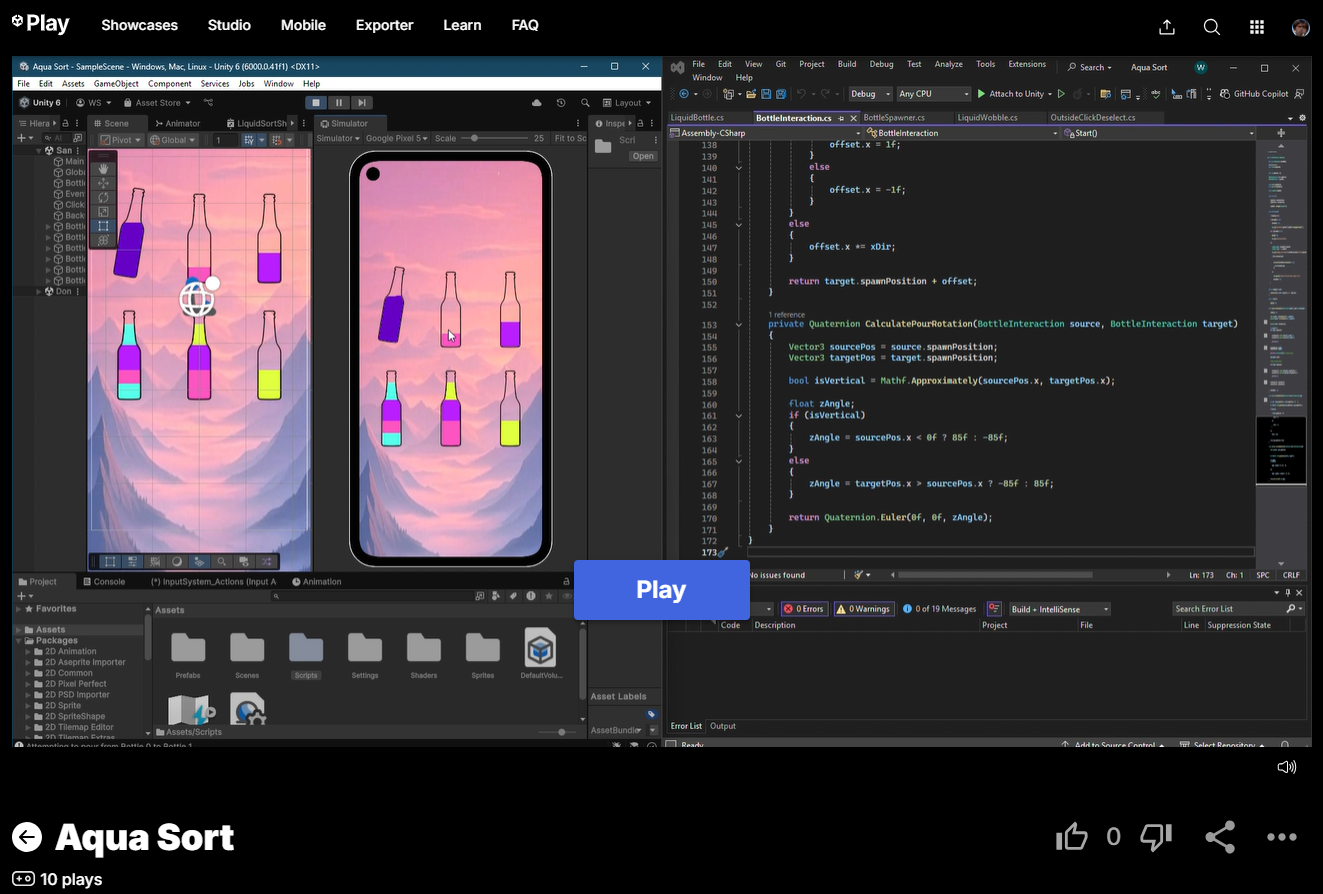 Play
Showcases Studio Mobile Exporter Learn FAQ
Aqua Sort - SampleScene - Windows, Mac, Linux - Unity 6 (6000.0.41f1) <DX11>
File Edit Assets GameObject Component Services Jobs Window Help
Unity 6 WS Asset Store Layout
Hiera Scene Animator LiquidSortSh Simulator Inspe
Pivot Global 1 Simulator Google Pixel 5 Scale 25 Fit to Sc
Scri
Open
San
Main
Globa
Bottl
Even
Click
Back
Bottl
Bottl
Bottl
Bottl
Bottl
Bottl
Don
Project Console (*) InputSystem_Actions (Input A Animation
Favorites
Assets
Packages
2D Animation
2D Aseprite Importer
2D Common
2D Pixel Perfect
2D PSD Importer
2D Sprite
2D SpriteShape
2D Tilemap Editor
2D Tilemap Extras
Assets
Prefabs Scenes Scripts Settings Shaders Sprites DefaultVolu...
Assets/Scripts
Asset Labels
AssetBundle
Attempting to pour from Bottle 0 to Bottle 1
File Edit View Git Project Build Debug Test Analyze Tools Extensions
Window Help
Search Aqua Sort W
Debug Any CPU Attach to Unity GitHub Copilot
LiquidBottle.cs BottleInteraction.cs BottleSpawner.cs LiquidWobble.cs OutsideClickDeselect.cs
Assembly-CSharp BottleInteraction Start()
138 offset.x = 1f;
139 }
140 else
141 {
142 offset.x = -1f;
143 }
144 }
145 else
146 {
147 offset.x *= xDir;
148 }
149
150 return target.spawnPosition + offset;
151 }
152
1 reference
153 private Quaternion CalculatePourRotation(BottleInteraction source, BottleInteraction target)
154 {
155 Vector3 sourcePos = source.spawnPosition;
156 Vector3 targetPos = target.spawnPosition;
157
158 bool isVertical = Mathf.Approximately(sourcePos.x, targetPos.x);
159
160 float zAngle;
161 if (isVertical)
162 {
163 zAngle = sourcePos.x < 0f ? 85f : -85f;
164 }
165 else
166 {
167 zAngle = targetPos.x > sourcePos.x ? -85f : 85f;
168 }
169
170 return Quaternion.Euler(0f, 0f, zAngle);
171 }
172 }
173
No issues found Ln: 173 Ch: 1 SPC CRLF
Play
0 Errors 0 Warnings 0 of 19 Messages Build + IntelliSense Search Error List
Code Description Project File Line Suppression State
Error List Output
Ready Add to Source Control Select Repository
Aqua Sort
0
10 plays